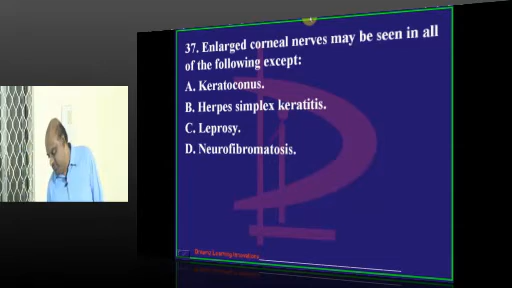 37. Enlarged corneal nerves may be seen in all
of the following except:
A. Keratoconus.
B. Herpes simplex keratitis.
C. Leprosy.
D. Neurofibromatosis.